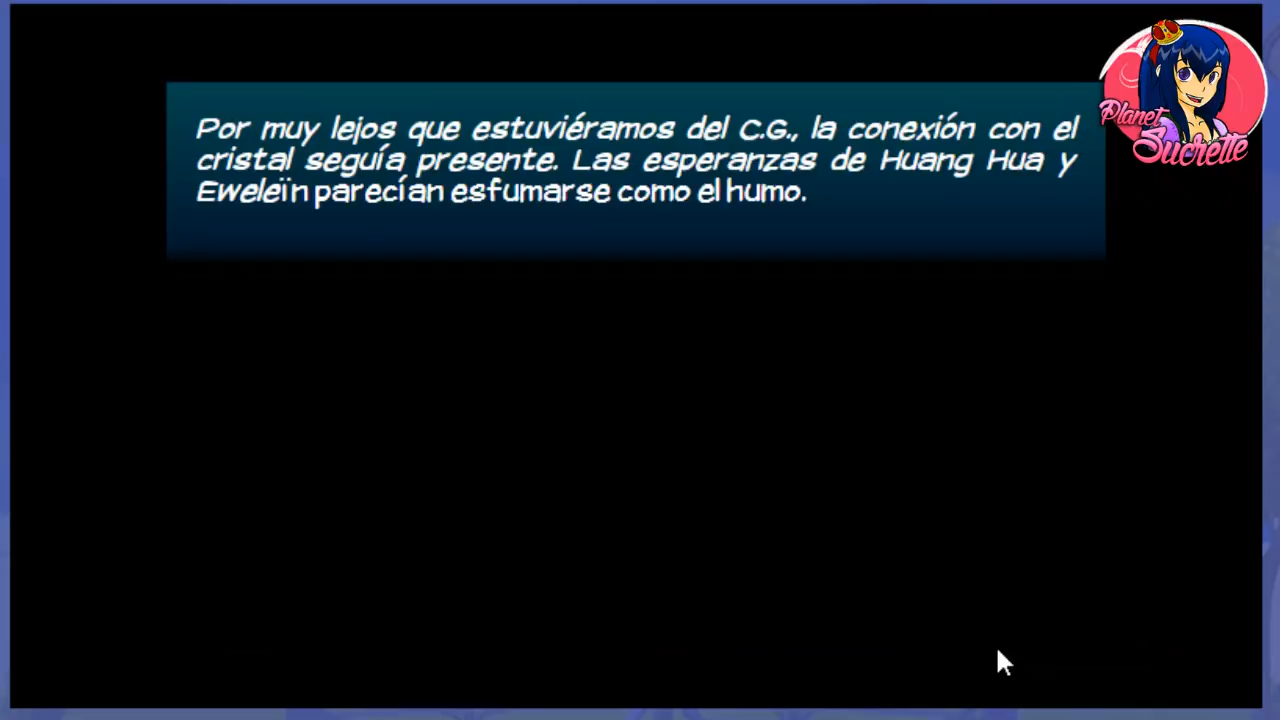 Por muy lejos que estuviéramos del C.G., la conexión con el
cristal seguía presente. Las esperanzas de Huang Hua y
Eweleïn parecían esfumarse como el humo.
Planet
Sucrette